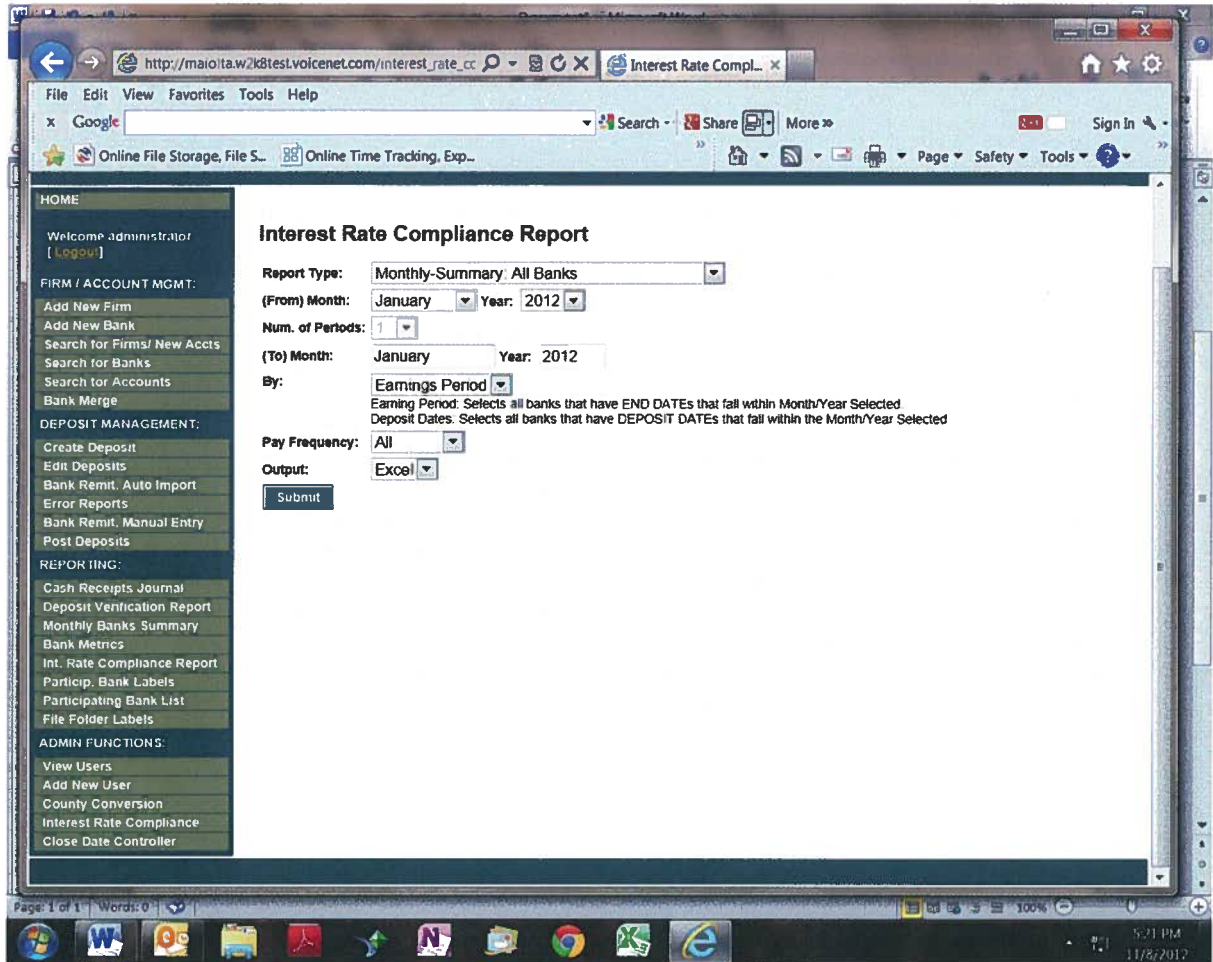 http://maiolta.w2k8test.voicenet.com/interest_rate_cc
Interest Rate Compl...
File Edit View Favorites Tools Help
x Google
Search
Share
More »
Sign In
Online File Storage, File S...
Online Time Tracking, Exp...
Page
Safety
Tools
HOME
Welcome administrator
[ Logout]
FIRM / ACCOUNT MGMT:
Add New Firm
Add New Bank
Search for Firms/ New Accts
Search for Banks
Search for Accounts
Bank Merge
DEPOSIT MANAGEMENT:
Create Deposit
Edit Deposits
Bank Remit. Auto Import
Error Reports
Bank Remit. Manual Entry
Post Deposits
REPORTING:
Cash Receipts Journal
Deposit Verification Report
Monthly Banks Summary
Bank Metrics
Int. Rate Compliance Report
Particip. Bank Labels
Participating Bank List
File Folder Labels
ADMIN FUNCTIONS:
View Users
Add New User
County Conversion
Interest Rate Compliance
Close Date Controller
Interest Rate Compliance Report
Report Type: Monthly-Summary: All Banks
(From) Month: January Year: 2012
Num. of Periods: 1
(To) Month: January Year: 2012
By: Earnings Period
Earning Period: Selects all banks that have END DATEs that fall within Month/Year Selected
Deposit Dates: Selects all banks that have DEPOSIT DATEs that fall within the Month/Year Selected
Pay Frequency: All
Output: Excel
Submit
Page: 1 of 1 Words: 0
100%
5:21 PM
11/8/2012